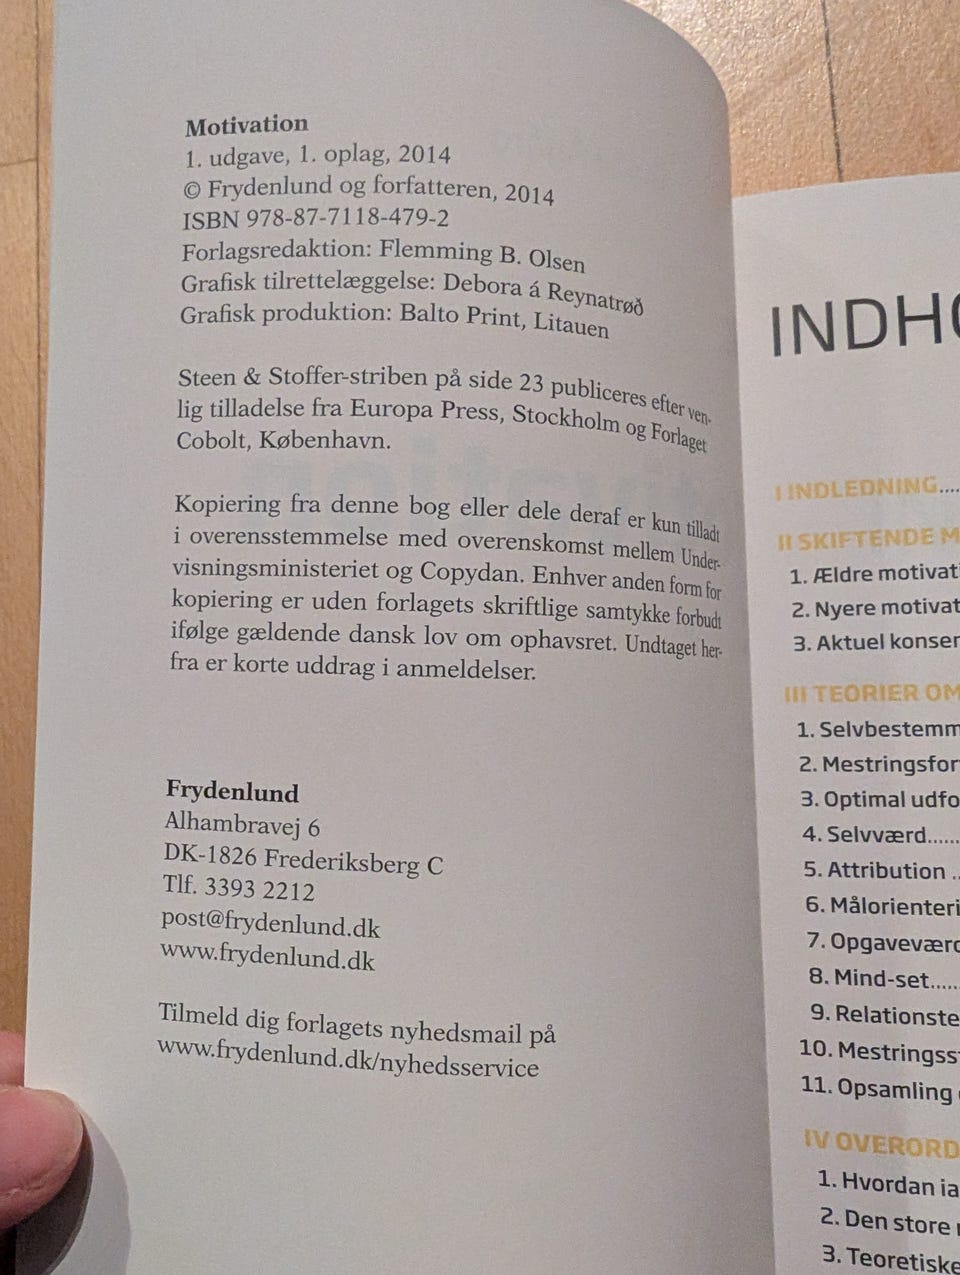 Motivation
1. udgave, 1. oplag, 2014
© Frydenlund og forfatteren, 2014
ISBN 978-87-7118-479-2
Forlagsredaktion: Flemming B. Olsen
Grafisk tilrettelæggelse: Debora á Reynatrøð
Grafisk produktion: Balto Print, Litauen
Steen & Stoffer-striben på side 23 publiceres efter ven-
lig tilladelse fra Europa Press, Stockholm og Forlaget
Cobolt, København.
Kopiering fra denne bog eller dele deraf er kun tilladt
i overensstemmelse med overenskomst mellem Under-
visningsministeriet og Copydan. Enhver anden form for
kopiering er uden forlagets skriftlige samtykke forbudt
ifølge gældende dansk lov om ophavsret. Undtaget her-
fra er korte uddrag i anmeldelser.
Frydenlund
Alhambravej 6
DK-1826 Frederiksberg C
Tlf. 3393 2212
post@frydenlund.dk
www.frydenlund.dk
Tilmeld dig forlagets nyhedsmail på
www.frydenlund.dk/nyhedsservice
INDHO
I INDLEDNING....
II SKIFTENDE M
1. Ældre motivati
2. Nyere motivat
3. Aktuel konser
III TEORIER OM
1. Selvbestemm
2. Mestringsfor
3. Optimal udfo
4. Selvværd......
5. Attribution ..
6. Målorienteri
7. Opgaveværd
8. Mind-set.....
9. Relationste
10. Mestringsst
11. Opsamling
IV OVERORD
1. Hvordan ia
2. Den store
3. Teoretiske